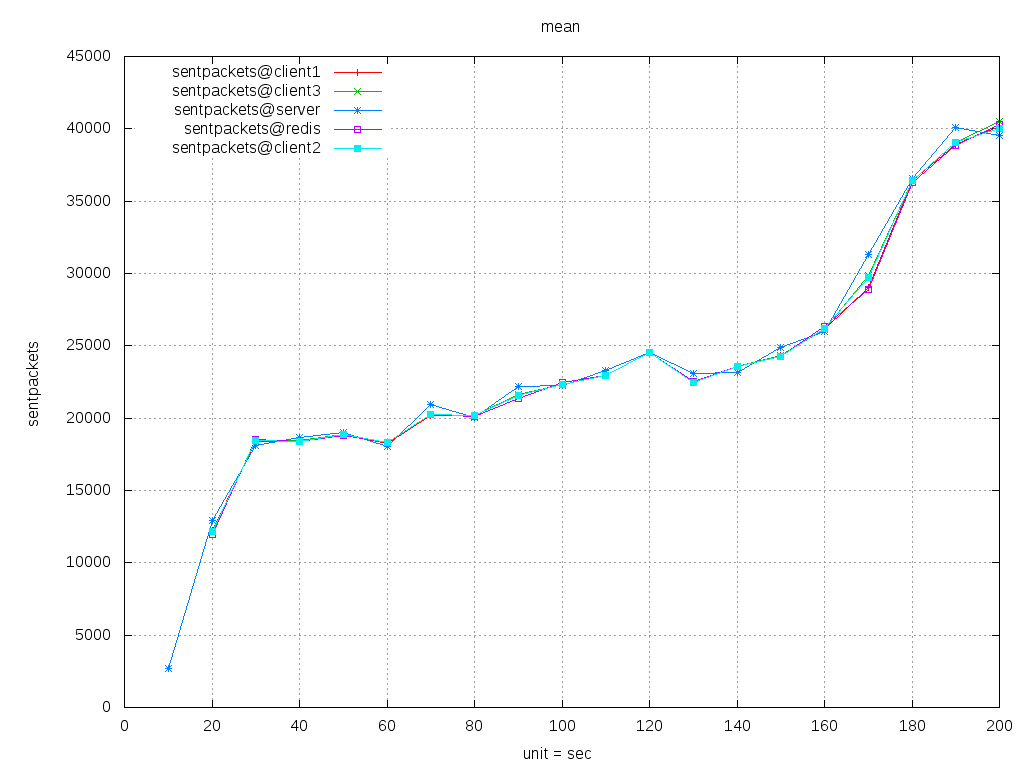 mean
45000
40000
35000
30000
25000
20000
15000
10000
5000
0
sentpackets
sentpackets@client1
sentpackets@client3
sentpackets@server
sentpackets@redis
sentpackets@client2
0 20 40 60 80 100 120 140 160 180 200
unit = sec